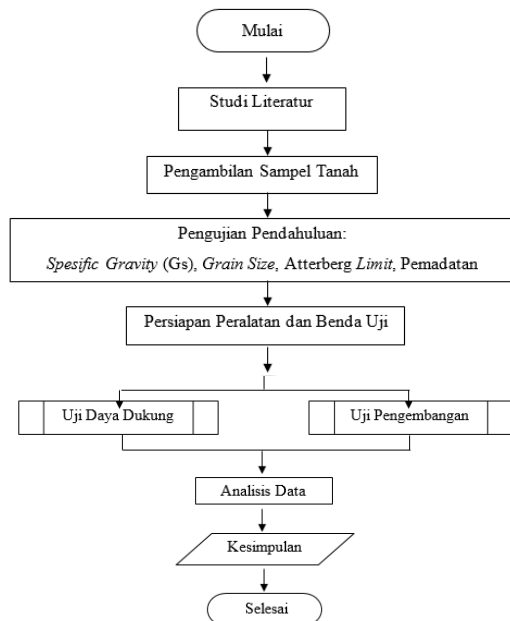 Mulai
Studi Literatur
Pengambilan Sampel Tanah
Pengujian Pendahuluan:
Spesific Gravity (Gs), Grain Size, Atterberg Limit, Pemadatan
Persiapan Peralatan dan Benda Uji
Uji Daya Dukung
Uji Pengembangan
Analisis Data
Kesimpulan
Selesai